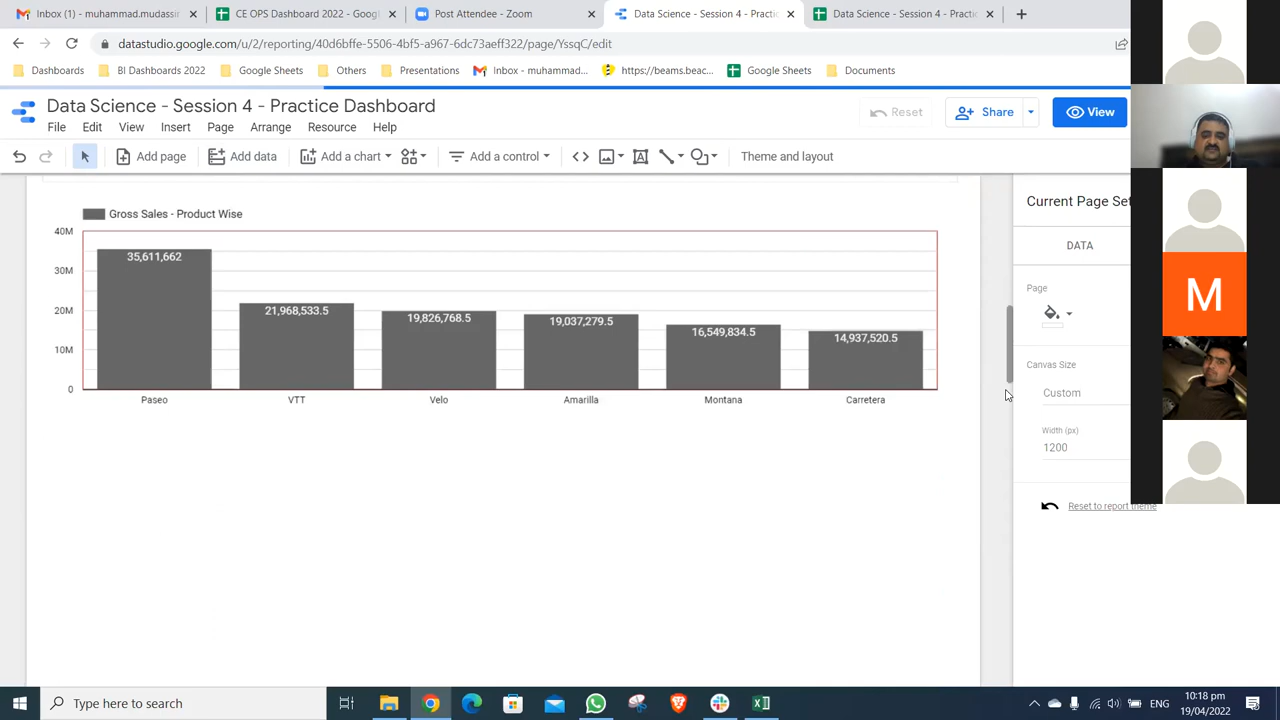 Inbox (1) - muhammad.mudassir
CE OPS Dashboard 2022 - Googl
Post Attendee - Zoom
Data Science - Session 4 - Practic
Data Science - Session 4 - Practic
datastudio.google.com/u/2/reporting/40d6bffe-5506-4bf5-a967-6dc73aeff322/page/YssqC/edit
Dashboards
BI Dashboards 2022
Google Sheets
Others
Presentations
Inbox - muhammad...
https://beams.beac...
Google Sheets
Documents
Data Science - Session 4 - Practice Dashboard
Reset
Share
View
File Edit View Insert Page Arrange Resource Help
Add page
Add data
Add a chart
Add a control
Theme and layout
Gross Sales - Product Wise
40M
30M
20M
10M
0
35,611,662
21,968,533.5
19,826,768.5
19,037,279.5
16,549,834.5
14,937,520.5
Paseo
VTT
Velo
Amarilla
Montana
Carretera
Current Page Set
DATA
Page
Canvas Size
Custom
Width (px)
1200
Reset to report theme
M
Type here to search
ENG
10:18 pm
19/04/2022